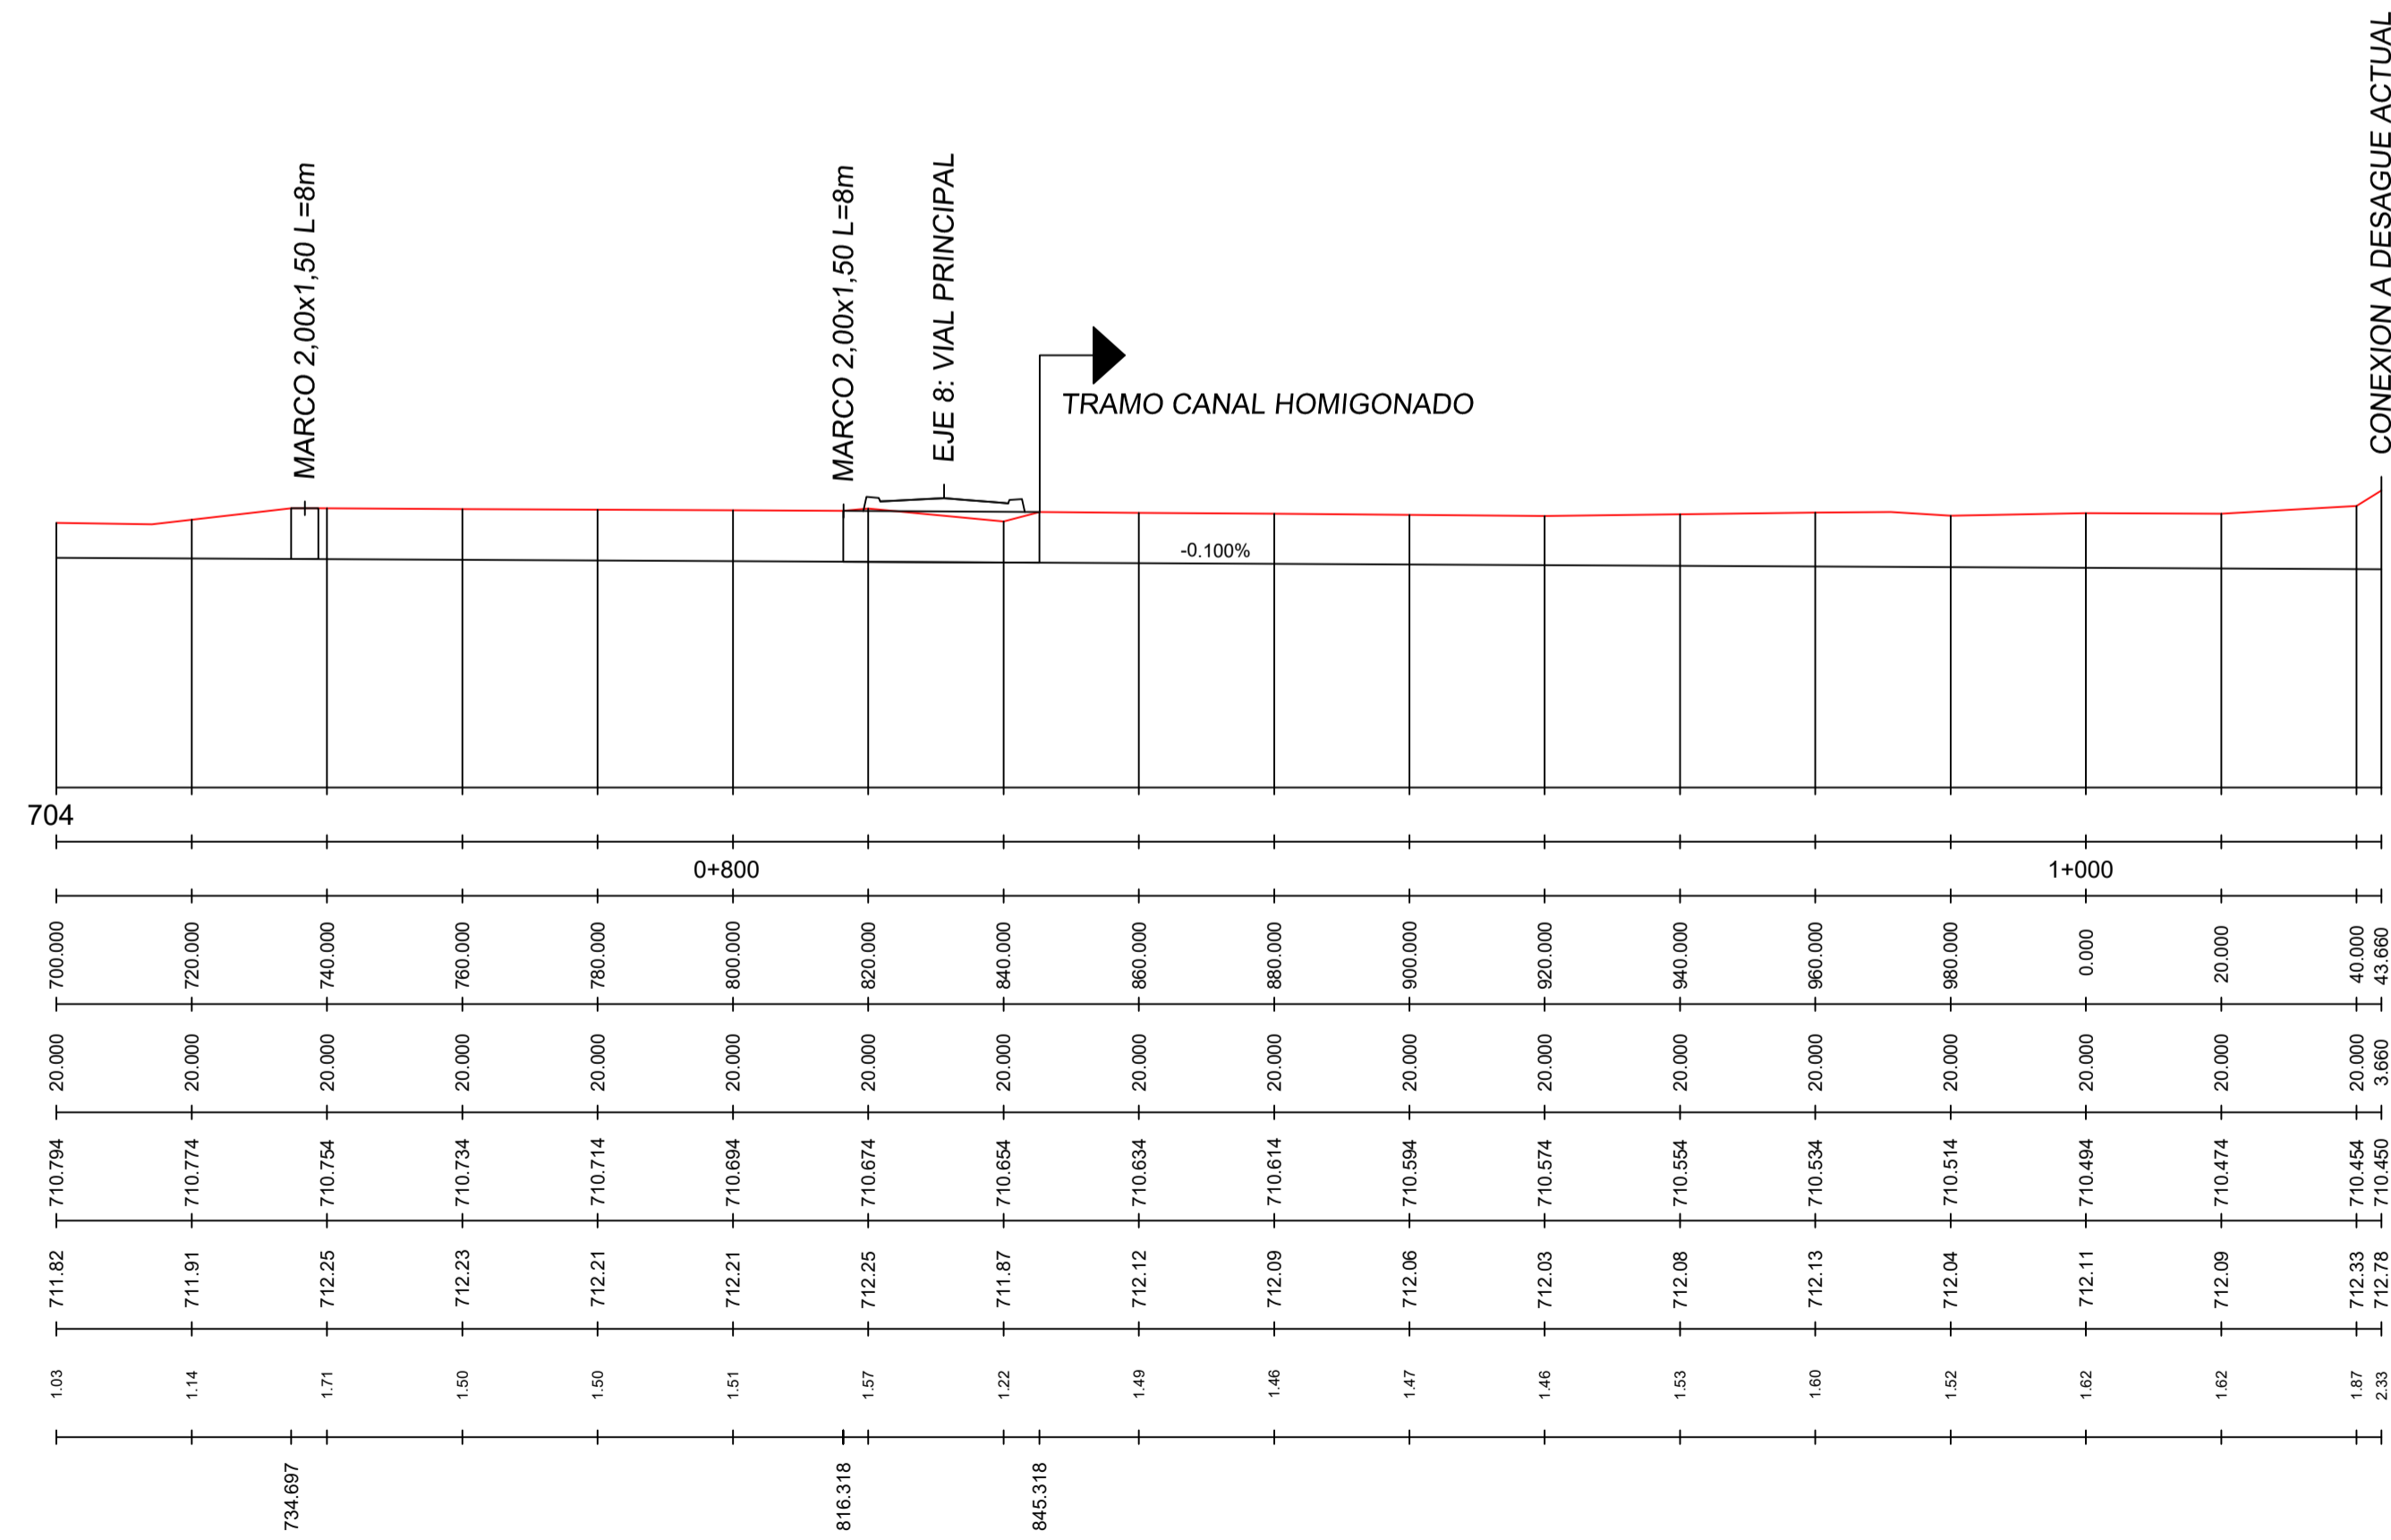 CONEXION A DESAGUE ACTUAL
MARCO 2,00x1,50 L=8m
MARCO 2,00x1,50 L=8m
EJE 8: VIAL PRINCIPAL
TRAMO CANAL HOMIGONADO
-0.100%
704
0+800 1+000
700.000 720.000 740.000 760.000 780.000 800.000 820.000 840.000 860.000 880.000 900.000 920.000 940.000 960.000 980.000 0.000 20.000 40.000 43.660
20.000 20.000 20.000 20.000 20.000 20.000 20.000 20.000 20.000 20.000 20.000 20.000 20.000 20.000 20.000 20.000 20.000 20.000 3.660
710.794 710.774 710.754 710.734 710.714 710.694 710.674 710.654 710.634 710.614 710.594 710.574 710.554 710.534 710.514 710.494 710.474 710.454 710.450
711.82 711.91 712.25 712.23 712.21 712.21 712.25 711.87 712.12 712.09 712.06 712.03 712.08 712.13 712.04 712.11 712.09 712.33 712.78
1.03 1.14 1.71 1.50 1.50 1.51 1.57 1.22 1.49 1.46 1.47 1.46 1.53 1.60 1.52 1.62 1.62 1.87 2.33
734.697 816.318 845.318